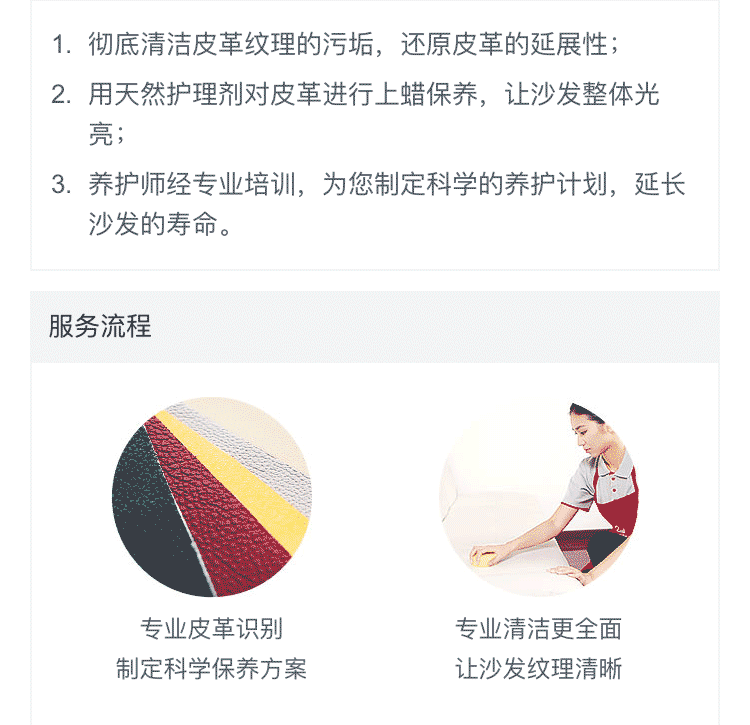 1. 彻底清洁皮革纹理的污垢，还原皮革的延展性；
2. 用天然护理剂对皮革进行上蜡保养，让沙发整体光
亮；
3. 养护师经专业培训，为您制定科学的养护计划，延长
沙发的寿命。
服务流程
专业皮革识别
制定科学保养方案
专业清洁更全面
让沙发纹理清晰